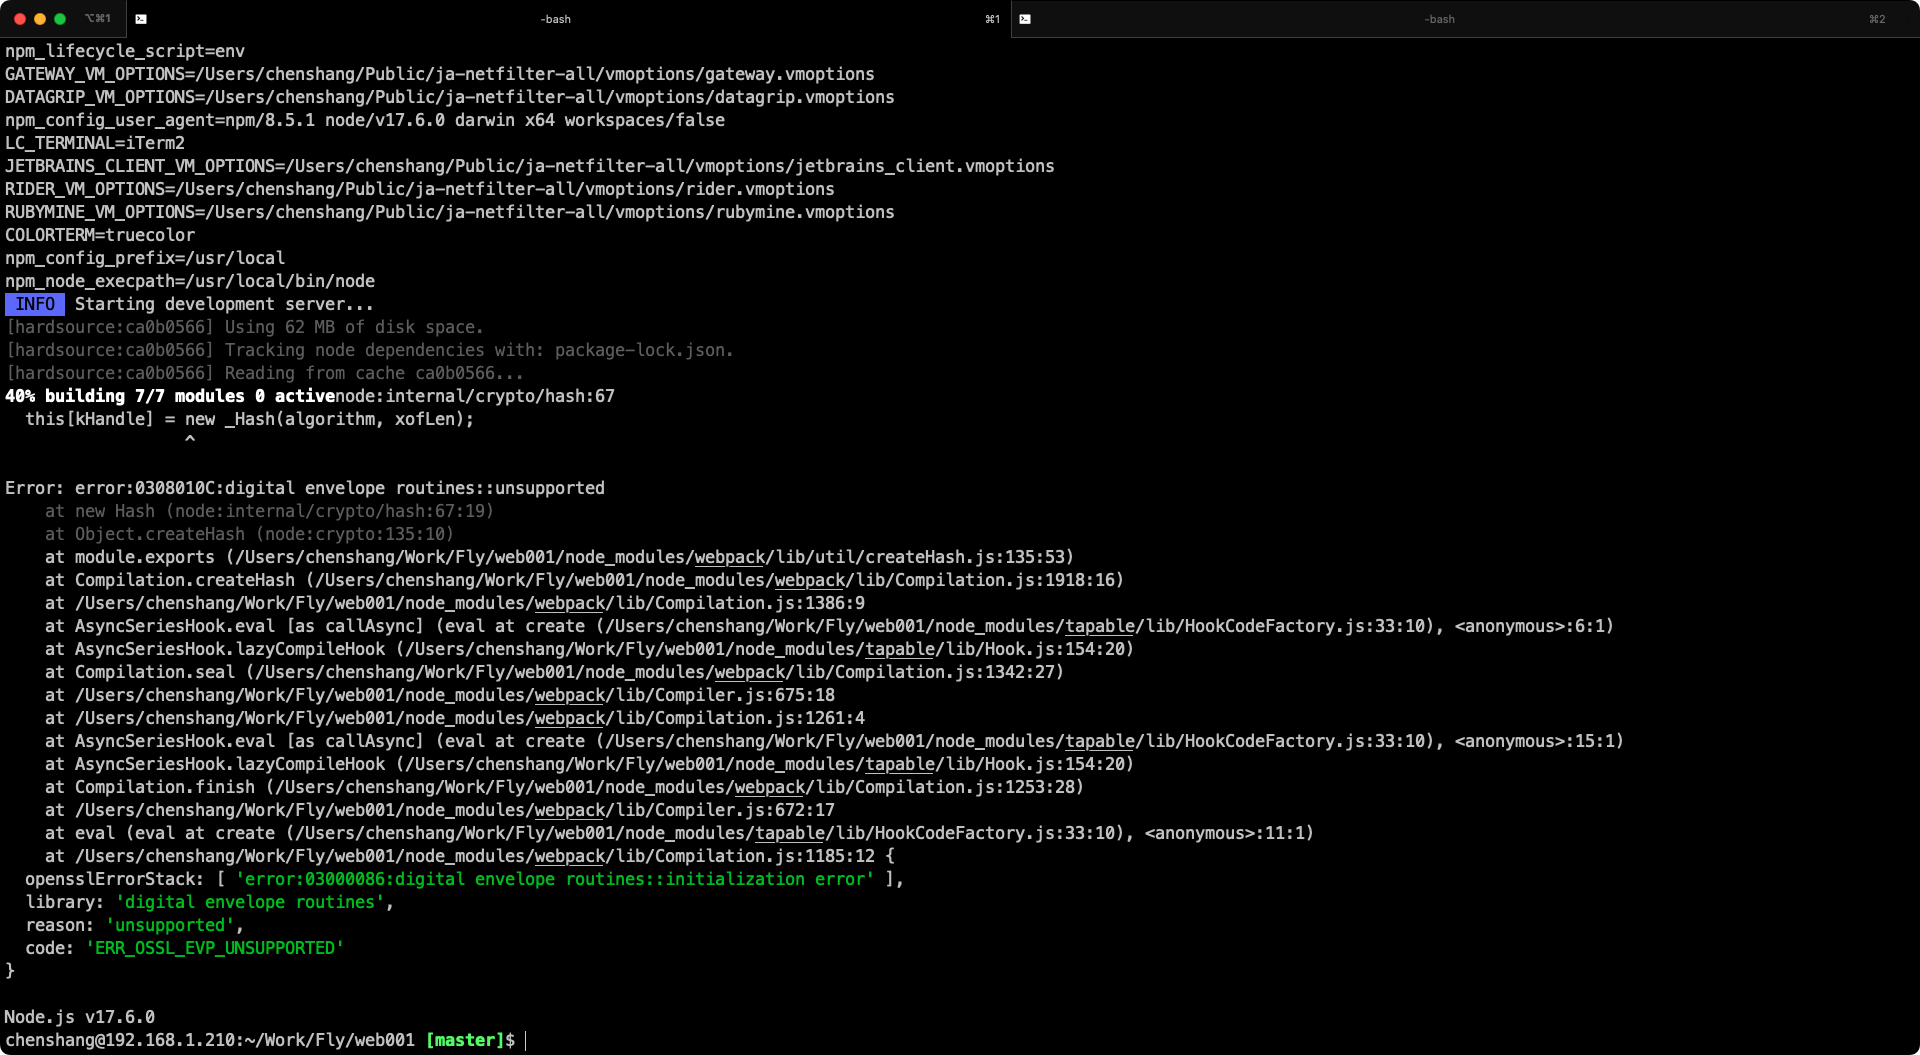 ⌥⌘1
-bash
⌘1
-bash
⌘2
npm_lifecycle_script=env
GATEWAY_VM_OPTIONS=/Users/chenshang/Public/ja-netfilter-all/vmoptions/gateway.vmoptions
DATAGRIP_VM_OPTIONS=/Users/chenshang/Public/ja-netfilter-all/vmoptions/datagrip.vmoptions
npm_config_user_agent=npm/8.5.1 node/v17.6.0 darwin x64 workspaces/false
LC_TERMINAL=iTerm2
JETBRAINS_CLIENT_VM_OPTIONS=/Users/chenshang/Public/ja-netfilter-all/vmoptions/jetbrains_client.vmoptions
RIDER_VM_OPTIONS=/Users/chenshang/Public/ja-netfilter-all/vmoptions/rider.vmoptions
RUBYMINE_VM_OPTIONS=/Users/chenshang/Public/ja-netfilter-all/vmoptions/rubymine.vmoptions
COLORTERM=truecolor
npm_config_prefix=/usr/local
npm_node_execpath=/usr/local/bin/node
INFO Starting development server...
[hardsource:ca0b0566] Using 62 MB of disk space.
[hardsource:ca0b0566] Tracking node dependencies with: package-lock.json.
[hardsource:ca0b0566] Reading from cache ca0b0566...
40% building 7/7 modules 0 activenode:internal/crypto/hash:67
  this[kHandle] = new _Hash(algorithm, xofLen);
                  ^
Error: error:0308010C:digital envelope routines::unsupported
    at new Hash (node:internal/crypto/hash:67:19)
    at Object.createHash (node:crypto:135:10)
    at module.exports (/Users/chenshang/Work/Fly/web001/node_modules/webpack/lib/util/createHash.js:135:53)
    at Compilation.createHash (/Users/chenshang/Work/Fly/web001/node_modules/webpack/lib/Compilation.js:1918:16)
    at /Users/chenshang/Work/Fly/web001/node_modules/webpack/lib/Compilation.js:1386:9
    at AsyncSeriesHook.eval [as callAsync] (eval at create (/Users/chenshang/Work/Fly/web001/node_modules/tapable/lib/HookCodeFactory.js:33:10), <anonymous>:6:1)
    at AsyncSeriesHook.lazyCompileHook (/Users/chenshang/Work/Fly/web001/node_modules/tapable/lib/Hook.js:154:20)
    at Compilation.seal (/Users/chenshang/Work/Fly/web001/node_modules/webpack/lib/Compilation.js:1342:27)
    at /Users/chenshang/Work/Fly/web001/node_modules/webpack/lib/Compiler.js:675:18
    at /Users/chenshang/Work/Fly/web001/node_modules/webpack/lib/Compilation.js:1261:4
    at AsyncSeriesHook.eval [as callAsync] (eval at create (/Users/chenshang/Work/Fly/web001/node_modules/tapable/lib/HookCodeFactory.js:33:10), <anonymous>:15:1)
    at AsyncSeriesHook.lazyCompileHook (/Users/chenshang/Work/Fly/web001/node_modules/tapable/lib/Hook.js:154:20)
    at Compilation.finish (/Users/chenshang/Work/Fly/web001/node_modules/webpack/lib/Compilation.js:1253:28)
    at /Users/chenshang/Work/Fly/web001/node_modules/webpack/lib/Compiler.js:672:17
    at eval (eval at create (/Users/chenshang/Work/Fly/web001/node_modules/tapable/lib/HookCodeFactory.js:33:10), <anonymous>:11:1)
    at /Users/chenshang/Work/Fly/web001/node_modules/webpack/lib/Compilation.js:1185:12 {
  opensslErrorStack: [ 'error:03000086:digital envelope routines::initialization error' ],
  library: 'digital envelope routines',
  reason: 'unsupported',
  code: 'ERR_OSSL_EVP_UNSUPPORTED'
}
Node.js v17.6.0
chenshang@192.168.1.210:~/Work/Fly/web001 [master]$